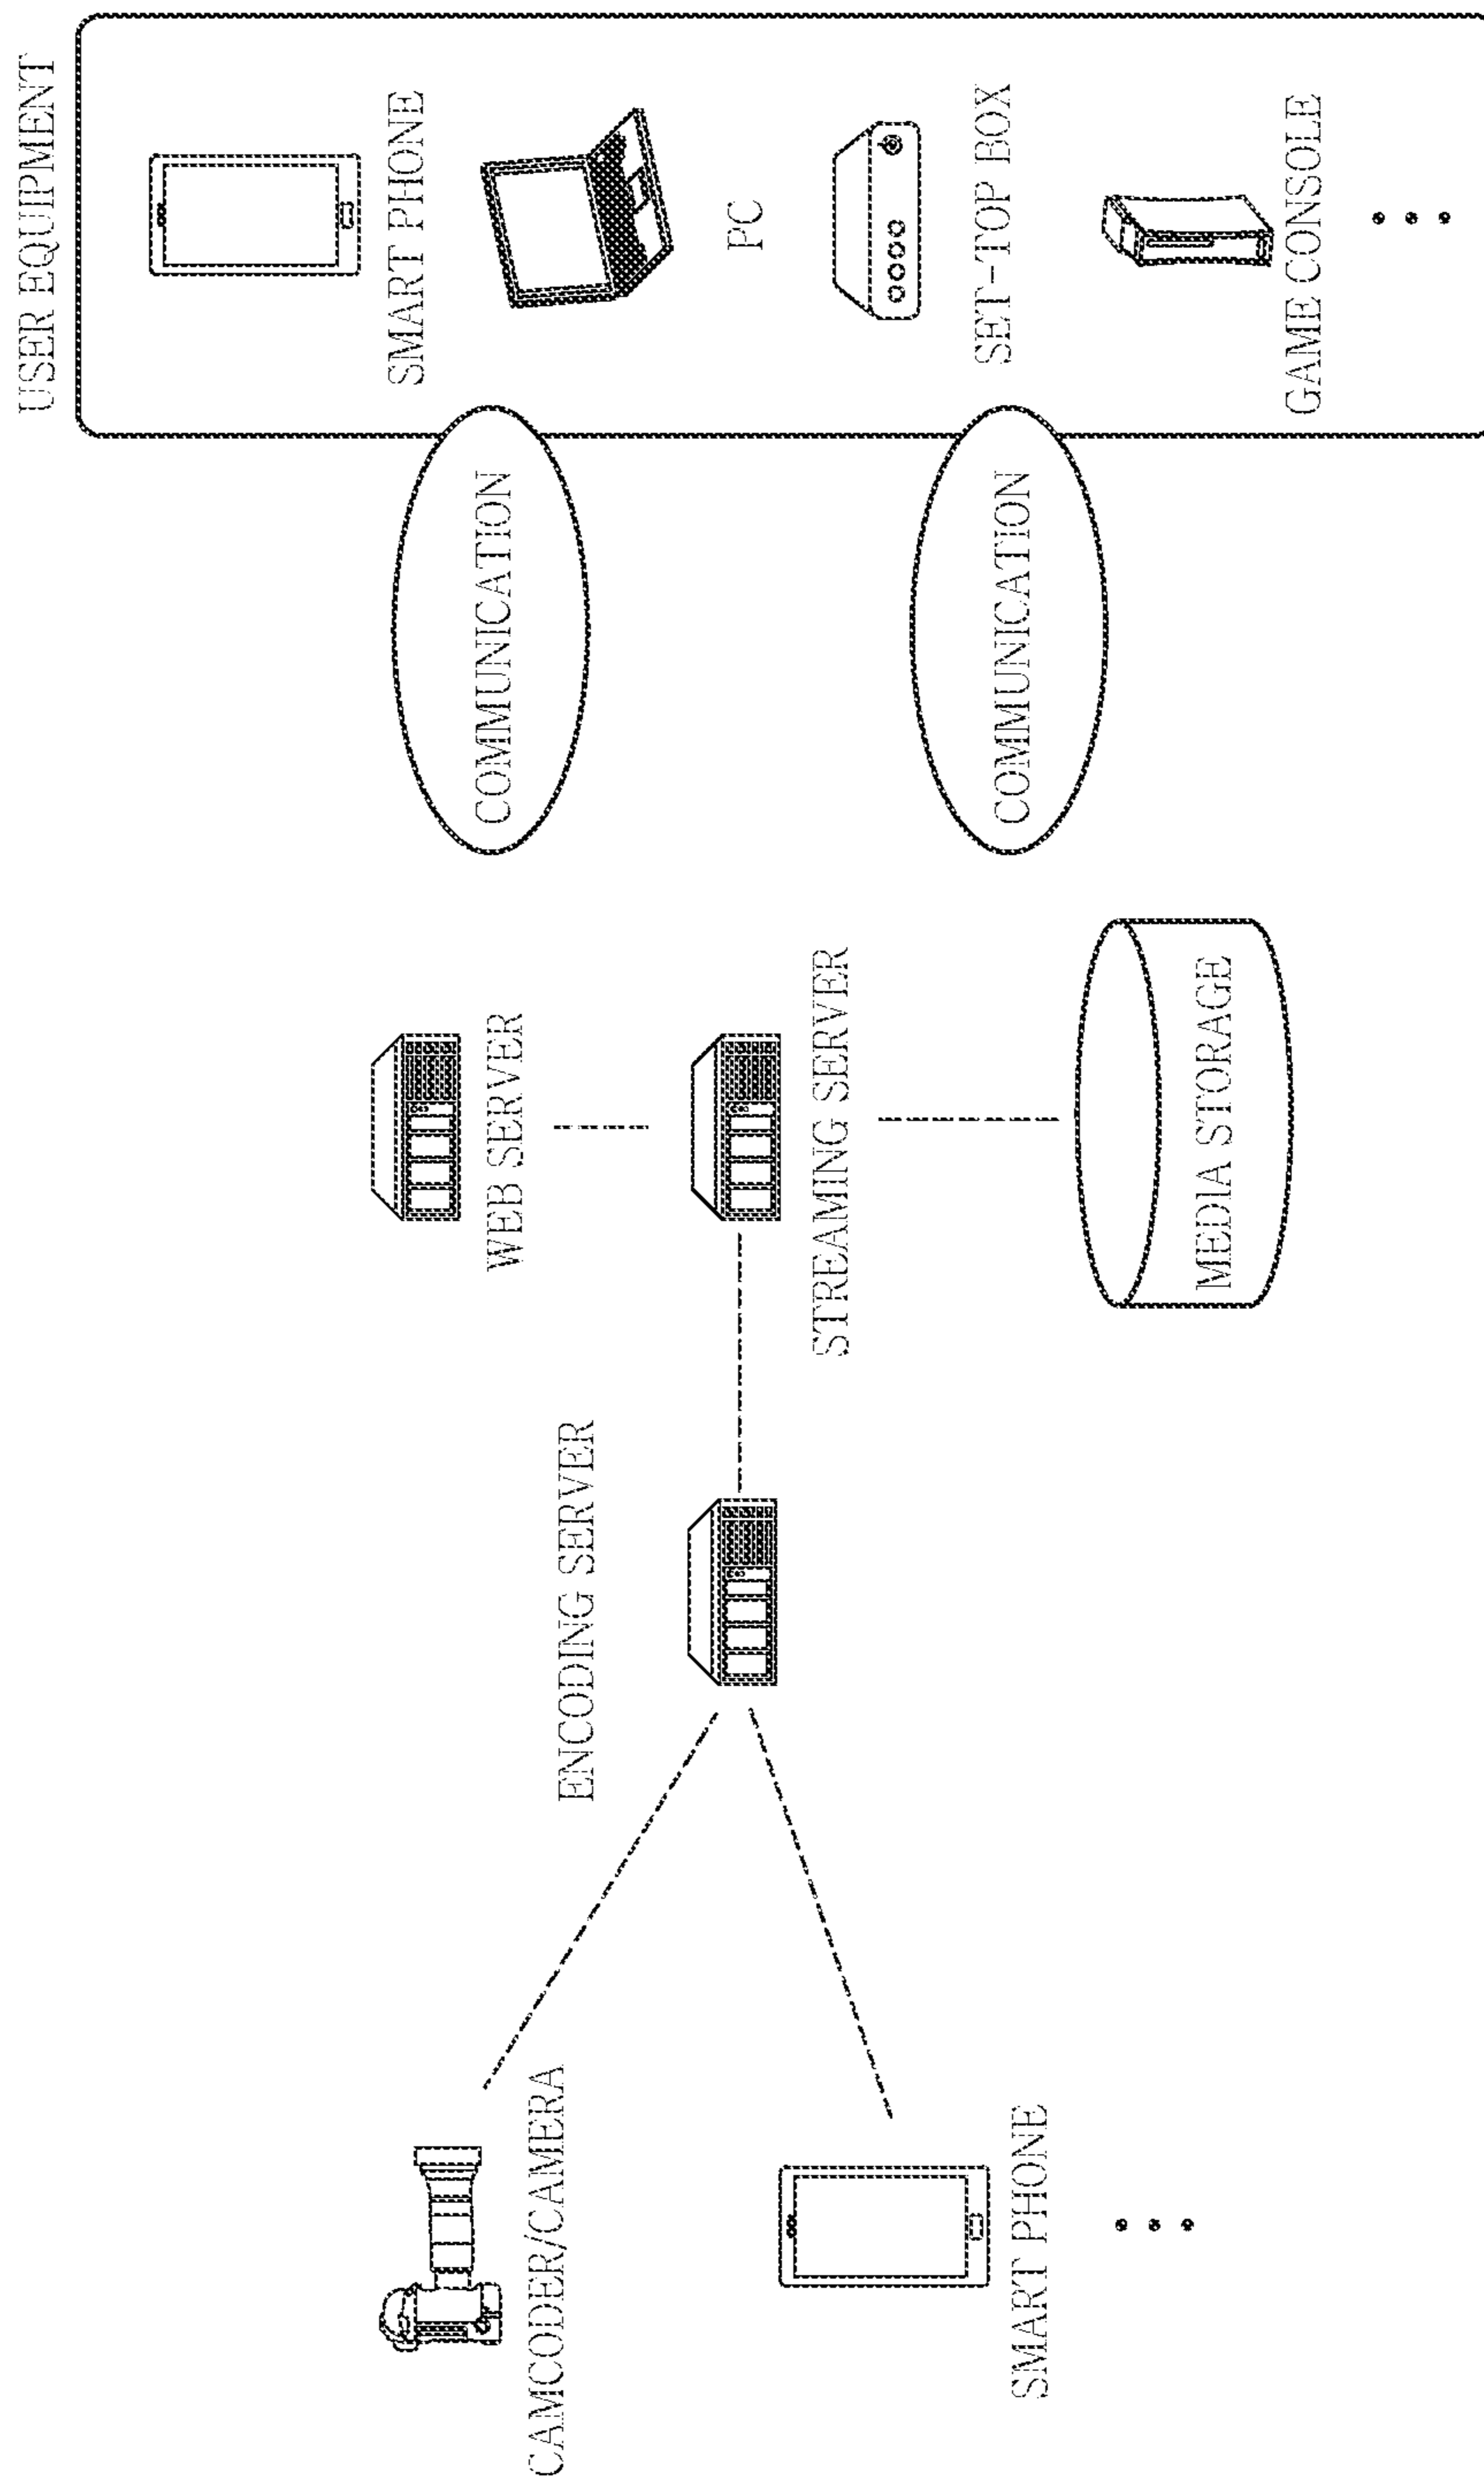 CAMCODER/CAMERA
SMART PHONE
ENCODING SERVER
WEB SERVER
STREAMING SERVER
MEDIA STORAGE
COMMUNICATION
COMMUNICATION
USER EQUIPMENT
SMART PHONE
PC
SET-TOP BOX
GAME CONSOLE